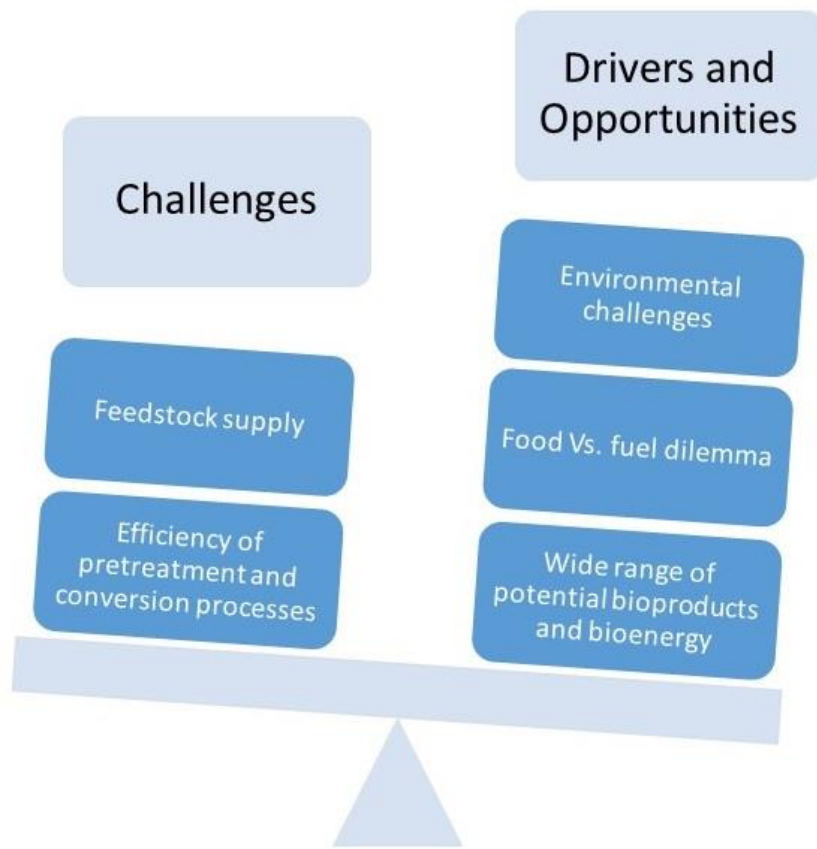 Drivers and
Opportunities
Challenges
Environmental
challenges
Feedstock supply
Food Vs. fuel dilemma
Efficiency of
pretreatment and
conversion processes
Wide range of
potential bioproducts
and bioenergy